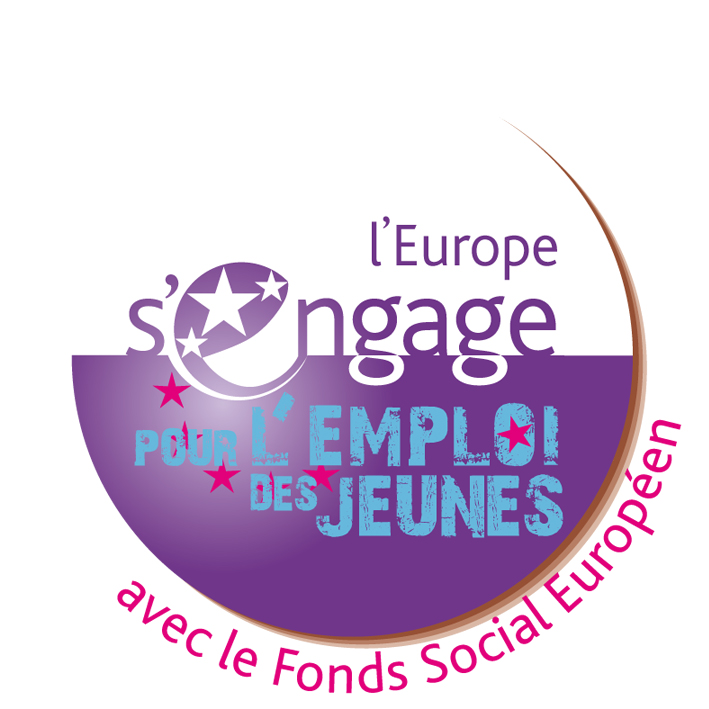 l'Europe
s'engage
POUR L'EMPLOI
DES JEUNES
avec le Fonds Social Européen